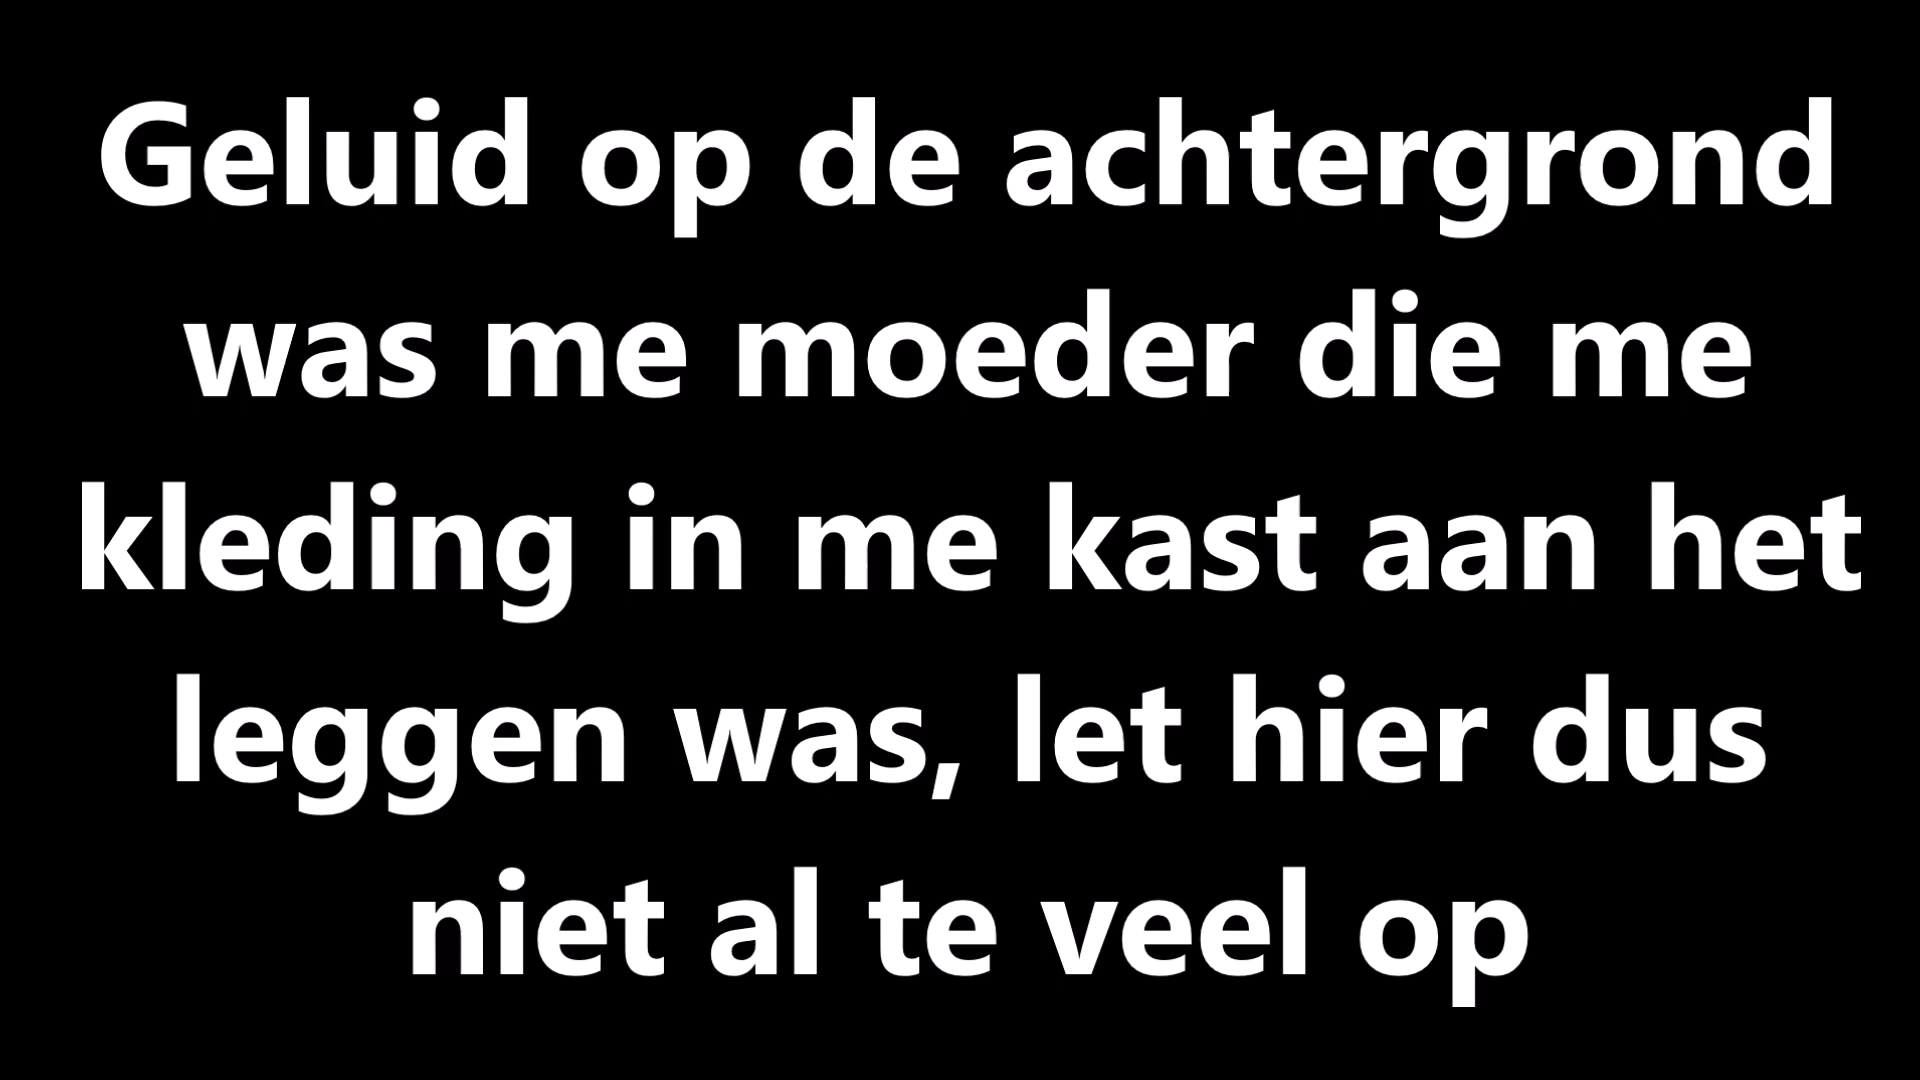 Geluid op de achtergrond
was me moeder die me
kleding in me kast aan het
leggen was, let hier dus
niet al te veel op